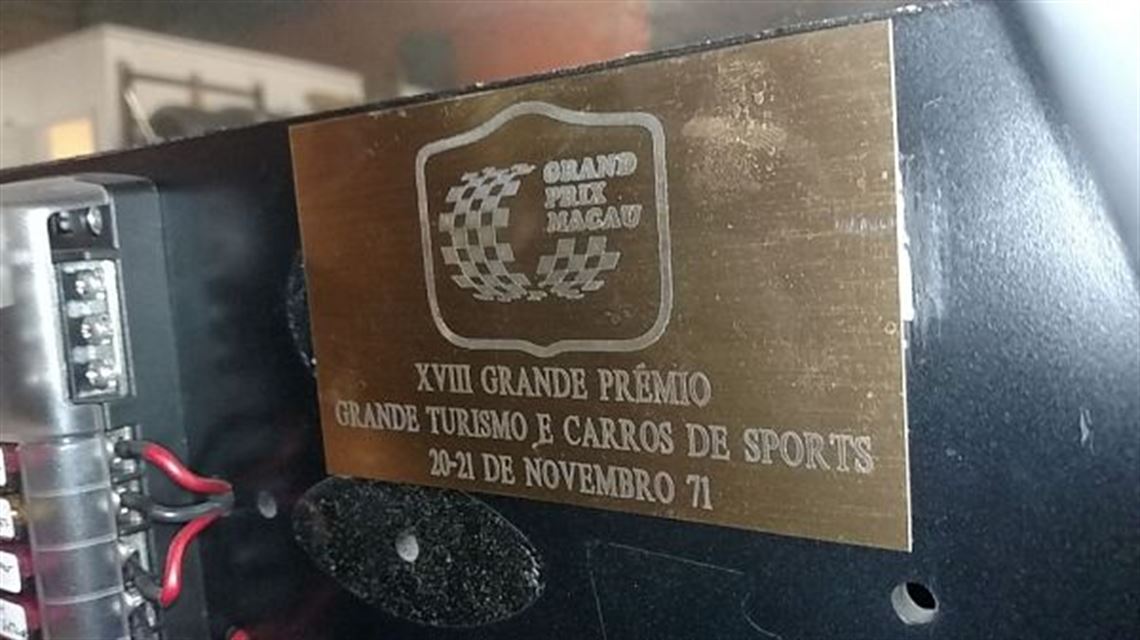 GRAND
PRIX
MACAU
XVIII GRANDE PRÉMIO
GRANDE TURISMO E CARROS DE SPORTS
20-21 DE NOVEMBRO 71